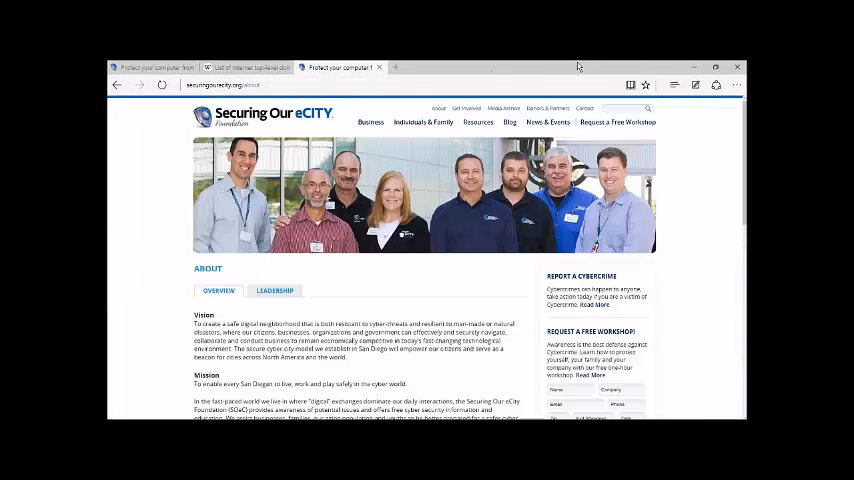 Protect your computer from
List of Internet top-level dom
Protect your computer f
securingourecity.org/about
About Get Involved Media Archive Donors & Partners Contact
Securing Our eCITY
Foundation
Business Individuals & Family Resources Blog News & Events Request a Free Workshop
ABOUT
OVERVIEW LEADERSHIP
Vision
To create a safe digital neighborhood that is both resistant to cyber-threats and resilient to man-made or natural
disasters, where our citizens, businesses, organizations and government can effectively and securely navigate,
collaborate and conduct business to remain economically competitive in today's fast-changing technological
environment. The secure cyber city model we establish in San Diego will empower our citizens and serve as a
beacon for cities across North America and the world.
Mission
To enable every San Diegan to live, work and play safely in the cyber world.
In the fast-paced world we live in where "digital" exchanges dominate our daily interactions, the Securing Our eCity
Foundation (SOeC) provides awareness of potential issues and offers free cyber security information and
REPORT A CYBERCRIME
Cybercrimes can happen to anyone,
take action today if you are a victim of
Cybercrime. Read More
REQUEST A FREE WORKSHOP!
Awareness is the best defense against
Cybercrime. Learn how to protect
yourself, your family and your
company with our free one-hour
workshop. Read More
Name Company
Email Phone